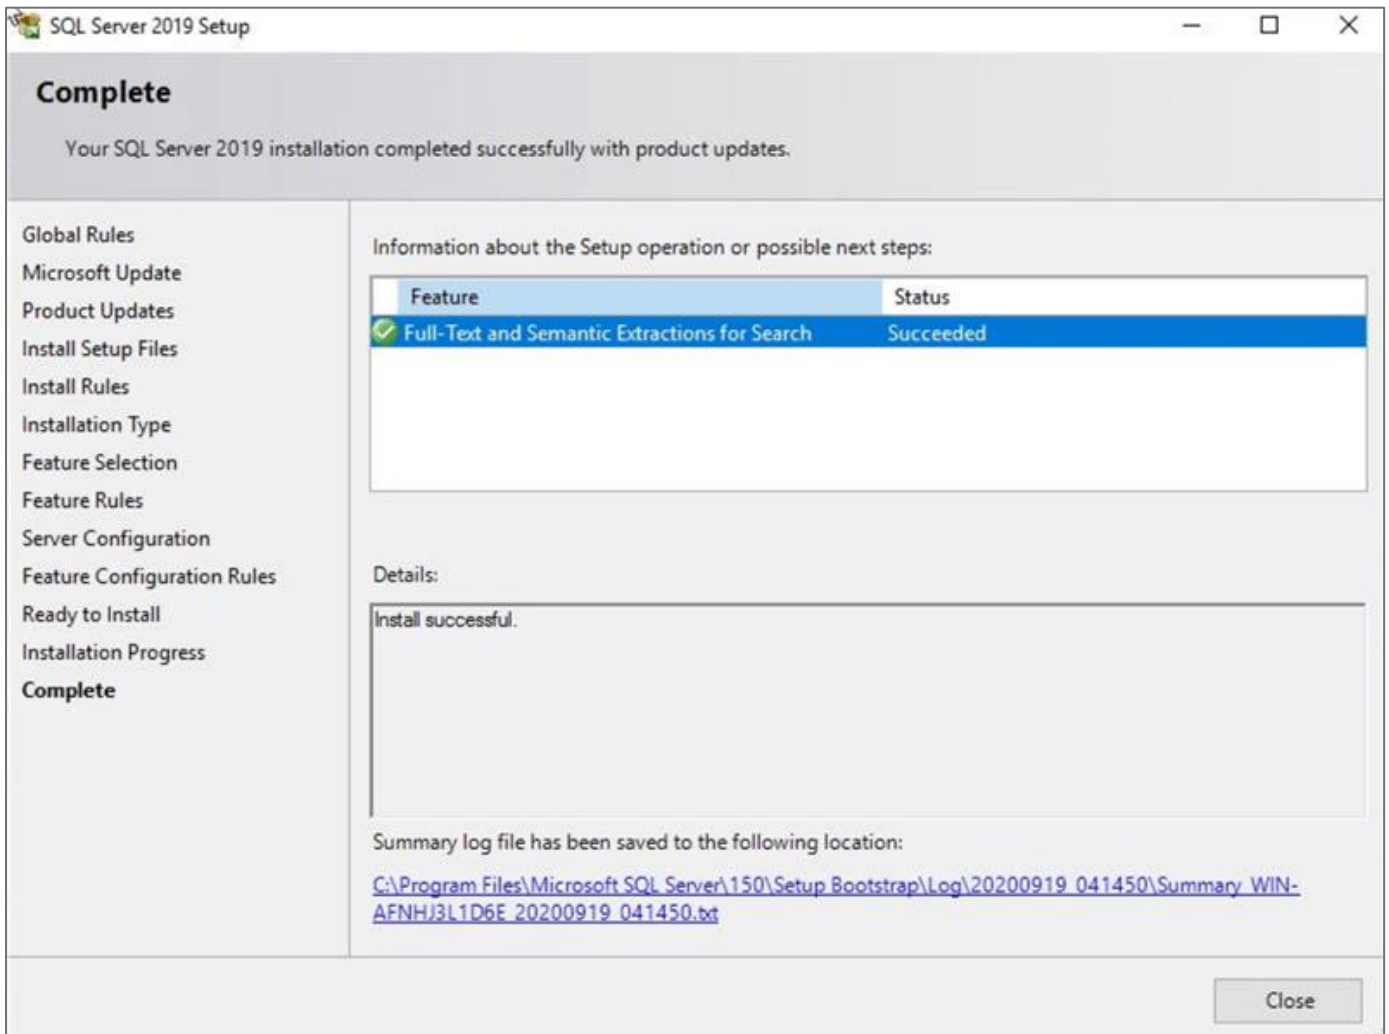 SQL Server 2019 Setup
Complete
Your SQL Server 2019 installation completed successfully with product updates.
Global Rules
Microsoft Update
Product Updates
Install Setup Files
Install Rules
Installation Type
Feature Selection
Feature Rules
Server Configuration
Feature Configuration Rules
Ready to Install
Installation Progress
Complete
Information about the Setup operation or possible next steps:
Feature Status
Full-Text and Semantic Extractions for Search Succeeded
Details:
Install successful.
Summary log file has been saved to the following location:
C:\Program Files\Microsoft SQL Server\150\Setup Bootstrap\Log\20200919_041450\Summary_WIN-
AFNHJ3L1D6E_20200919_041450.txt
Close